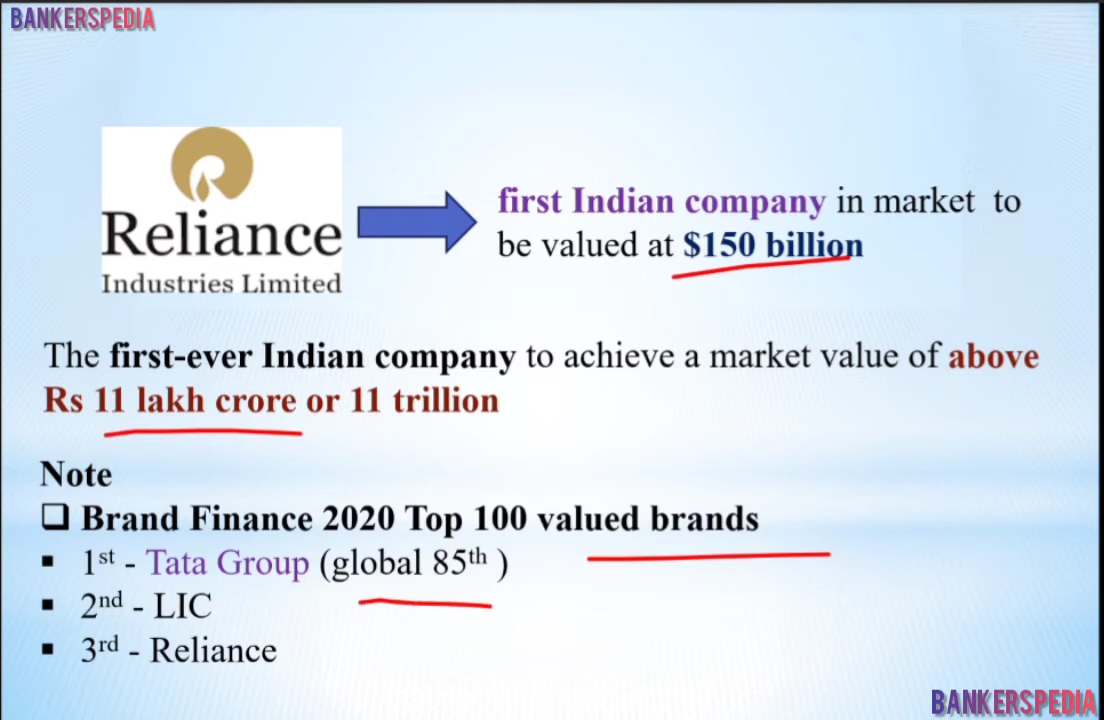 BANKERSPEDIA
Reliance
Industries Limited
first Indian company in market to
be valued at $150 billion
The first-ever Indian company to achieve a market value of above
Rs 11 lakh crore or 11 trillion
Note
❑ Brand Finance 2020 Top 100 valued brands
▪ 1st - Tata Group (global 85th )
▪ 2nd - LIC
▪ 3rd - Reliance
BANKERSPEDIA